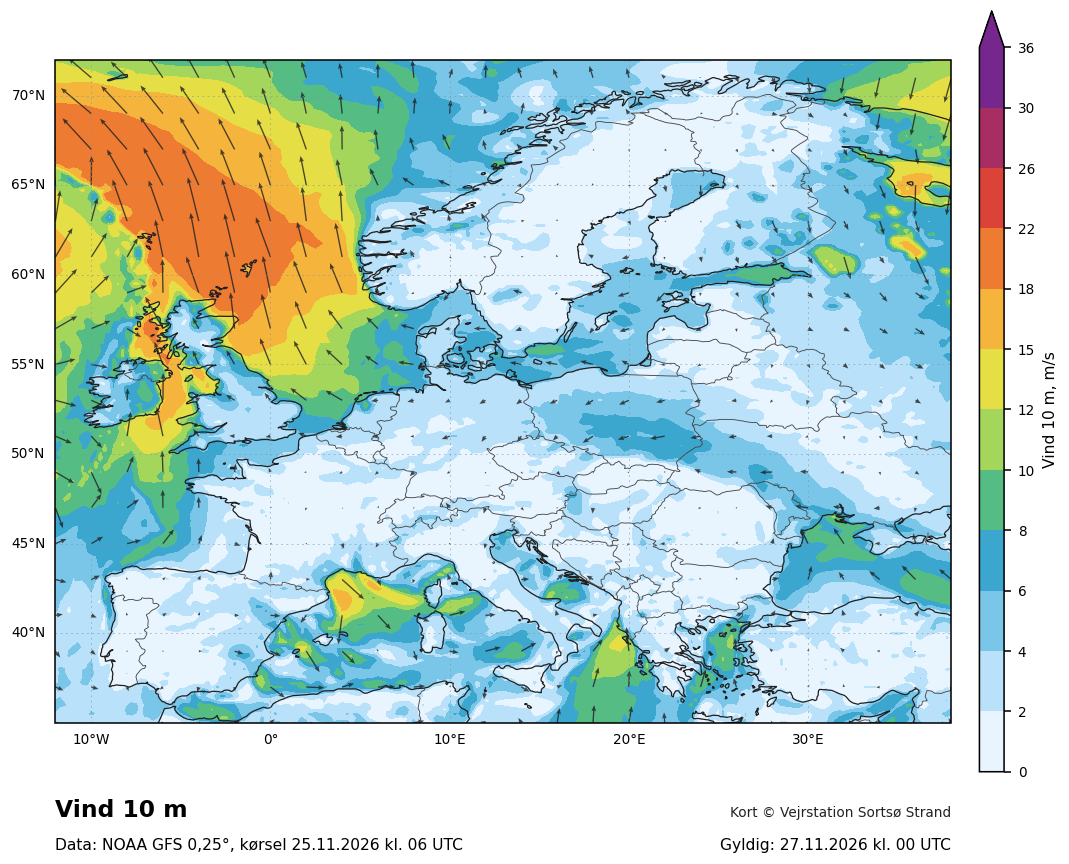 36
30
26
22
18
15
12
10
8
6
4
2
0
Vind 10 m, m/s
70°N
65°N
60°N
55°N
50°N
45°N
40°N
10°W
0°
10°E
20°E
30°E
Vind 10 m
Kort © Vejrstation Sortsø Strand
Data: NOAA GFS 0,25°, kørsel 25.11.2026 kl. 06 UTC
Gyldig: 27.11.2026 kl. 00 UTC